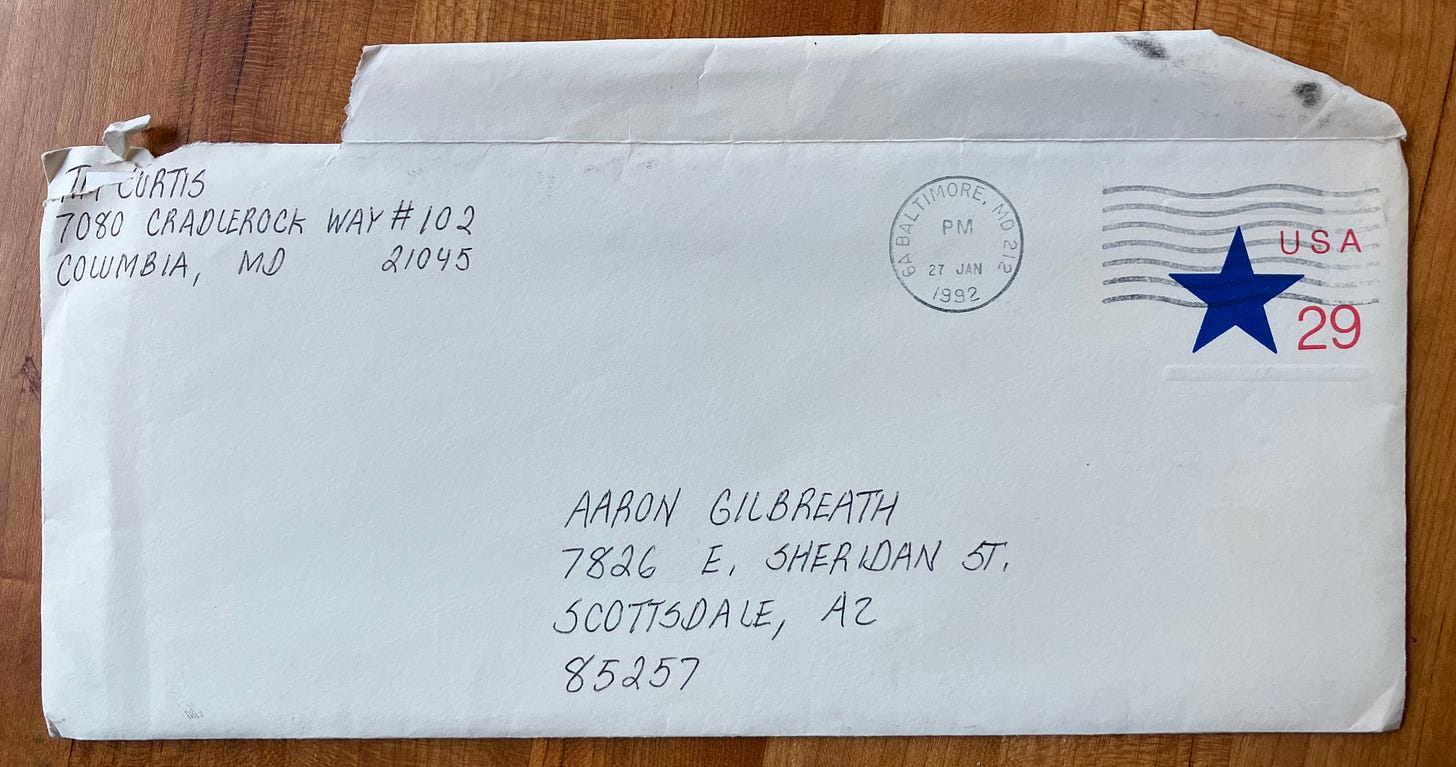 CURTIS
7080 CRADLEROCK WAY #102
COLUMBIA, MD 21045
GA BALTIMORE, MD 212
PM
27 JAN
1992
USA
29
AARON GILBREATH
7826 E. SHERIDAN ST.
SCOTTSDALE, AZ
85257